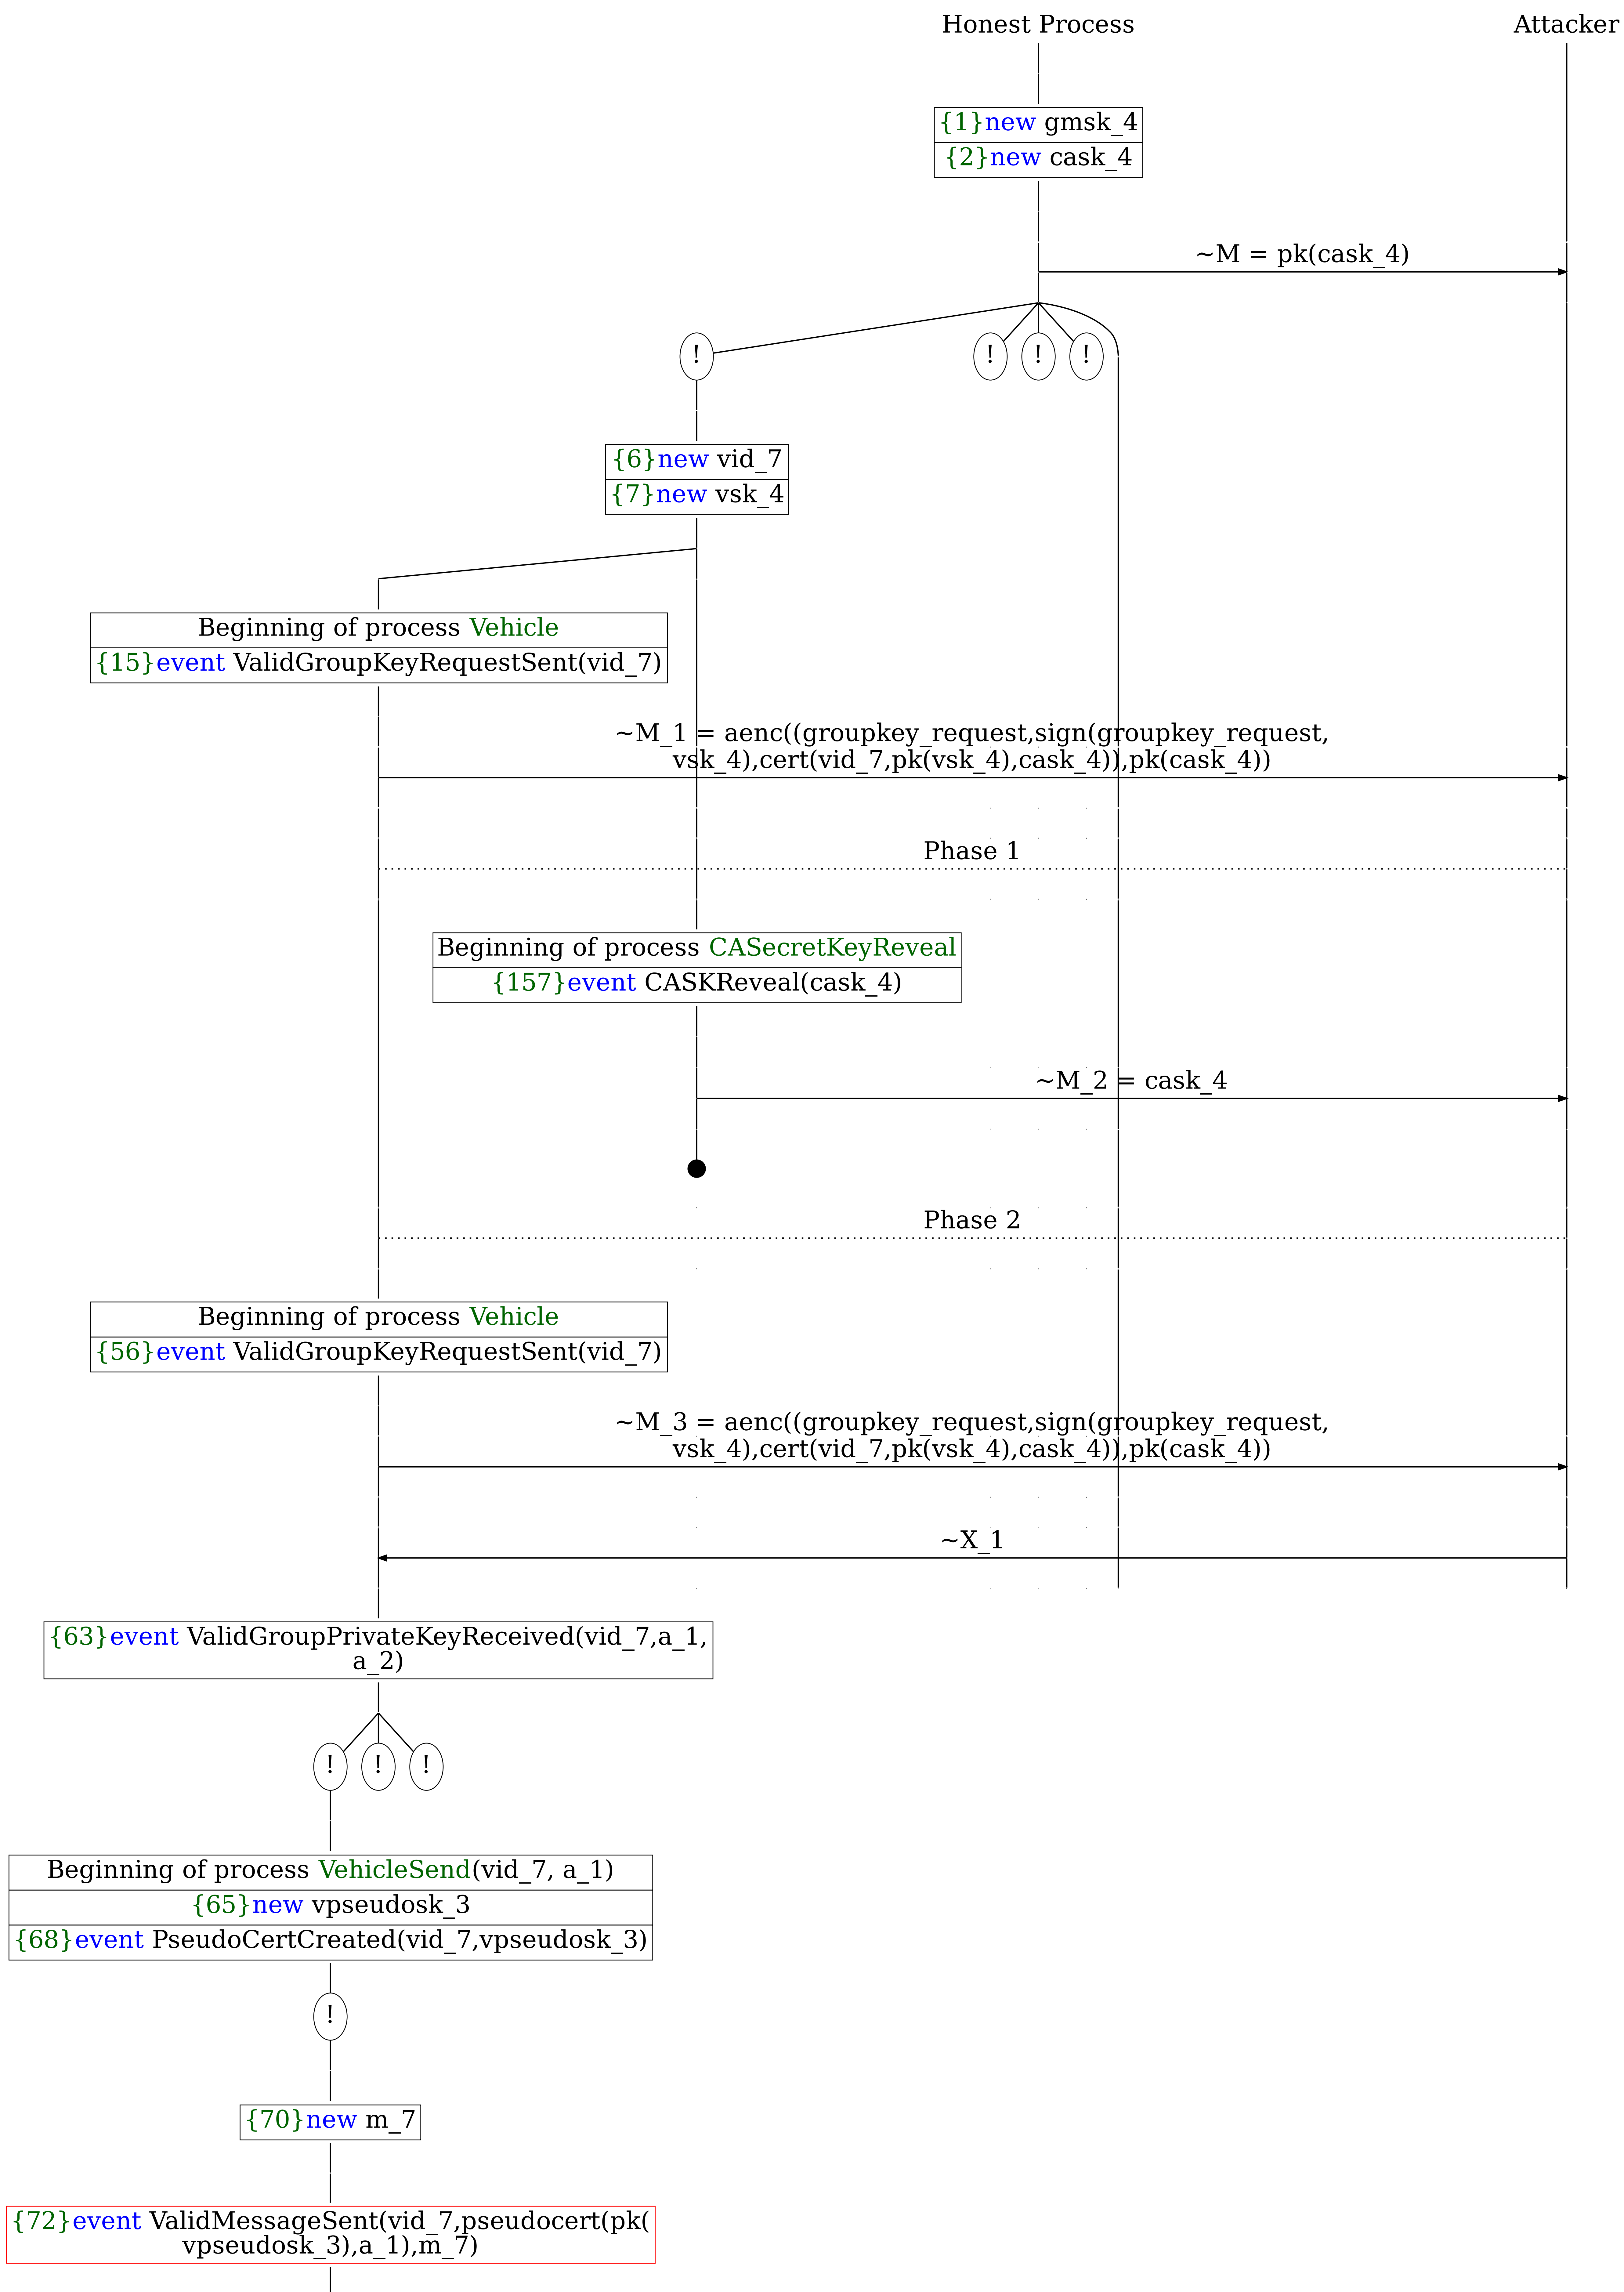 Honest Process
Attacker
{1}new gmsk_4
{2}new cask_4
~M = pk(cask_4)
!
!
!
!
{6}new vid_7
{7}new vsk_4
Beginning of process Vehicle
{15}event ValidGroupKeyRequestSent(vid_7)
~M_1 = aenc((groupkey_request,sign(groupkey_request,
vsk_4),cert(vid_7,pk(vsk_4),cask_4)),pk(cask_4))
Phase 1
Beginning of process CASecretKeyReveal
{157}event CASKReveal(cask_4)
~M_2 = cask_4
Phase 2
Beginning of process Vehicle
{56}event ValidGroupKeyRequestSent(vid_7)
~M_3 = aenc((groupkey_request,sign(groupkey_request,
vsk_4),cert(vid_7,pk(vsk_4),cask_4)),pk(cask_4))
~X_1
{63}event ValidGroupPrivateKeyReceived(vid_7,a_1,
a_2)
!
!
!
Beginning of process VehicleSend(vid_7, a_1)
{65}new vpseudosk_3
{68}event PseudoCertCreated(vid_7,vpseudosk_3)
!
{70}new m_7
{72}event ValidMessageSent(vid_7,pseudocert(pk(
vpseudosk_3),a_1),m_7)